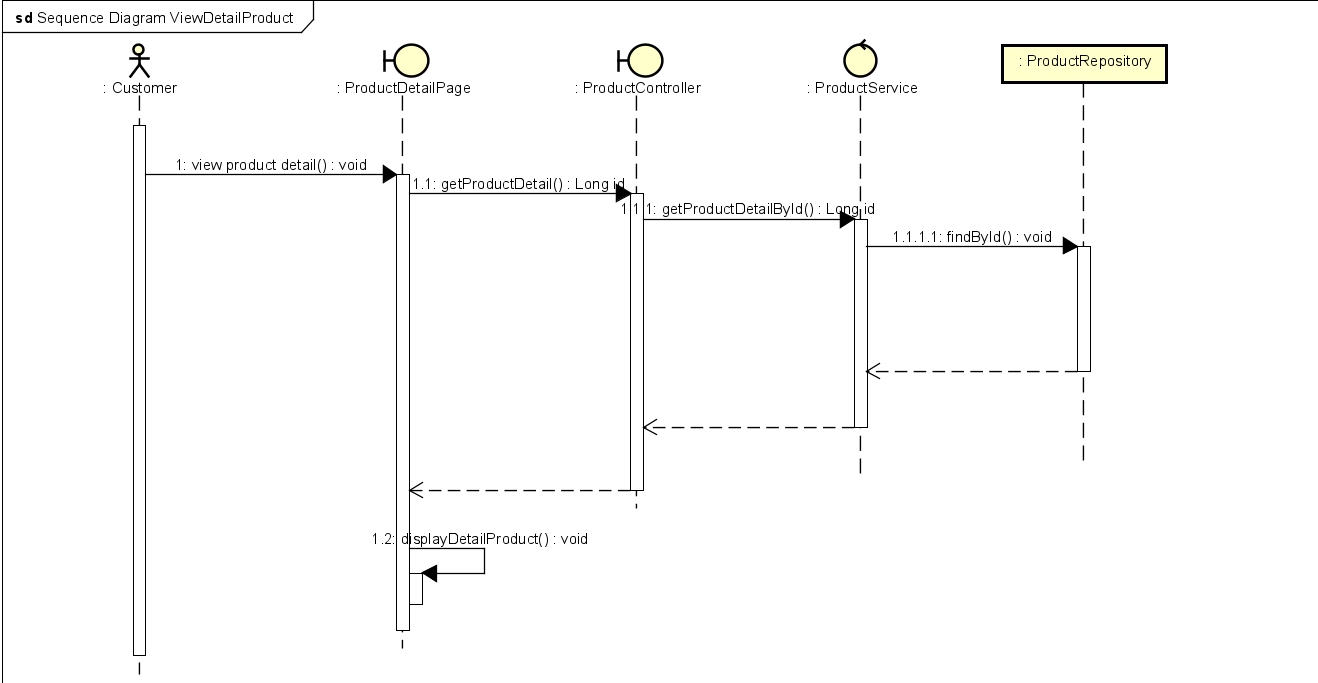 sd Sequence Diagram ViewDetailProduct
: Customer
: ProductDetailPage
: ProductController
: ProductService
: ProductRepository
1: view product detail() : void
1.1: getProductDetail() : Long id
1.1.1: getProductDetailById() : Long id
1.1.1.1: findById() : void
1.2: displayDetailProduct() : void